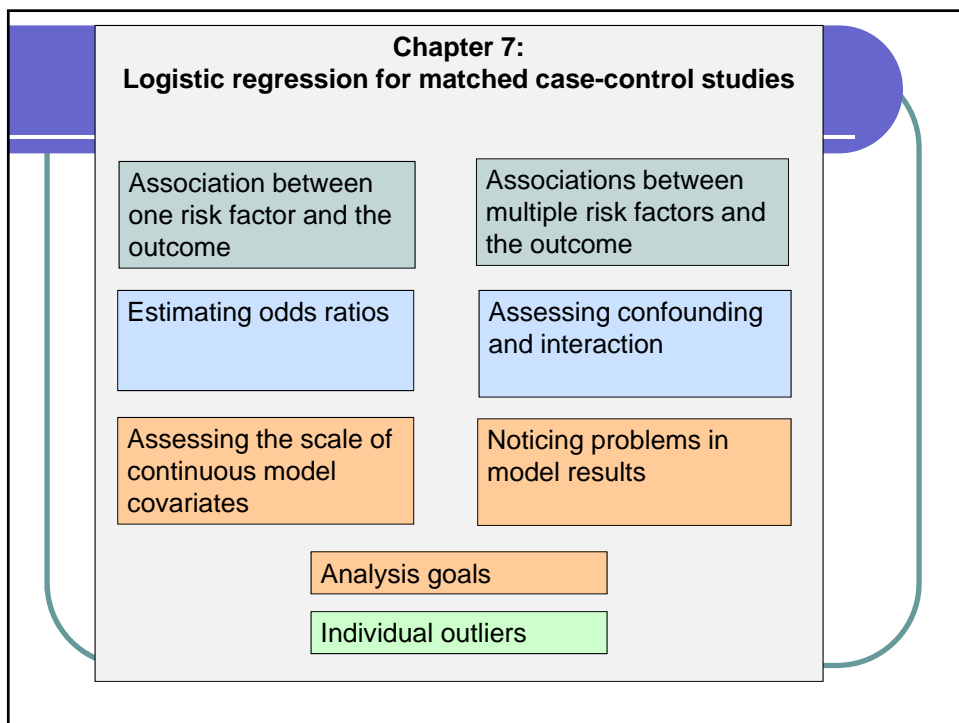 Chapter 7:
Logistic regression for matched case-control studies
Association between
one risk factor and the
outcome
Associations between
multiple risk factors and
the outcome
Estimating odds ratios
Assessing confounding
and interaction
Assessing the scale of
continuous model
covariates
Noticing problems in
model results
Analysis goals
Individual outliers